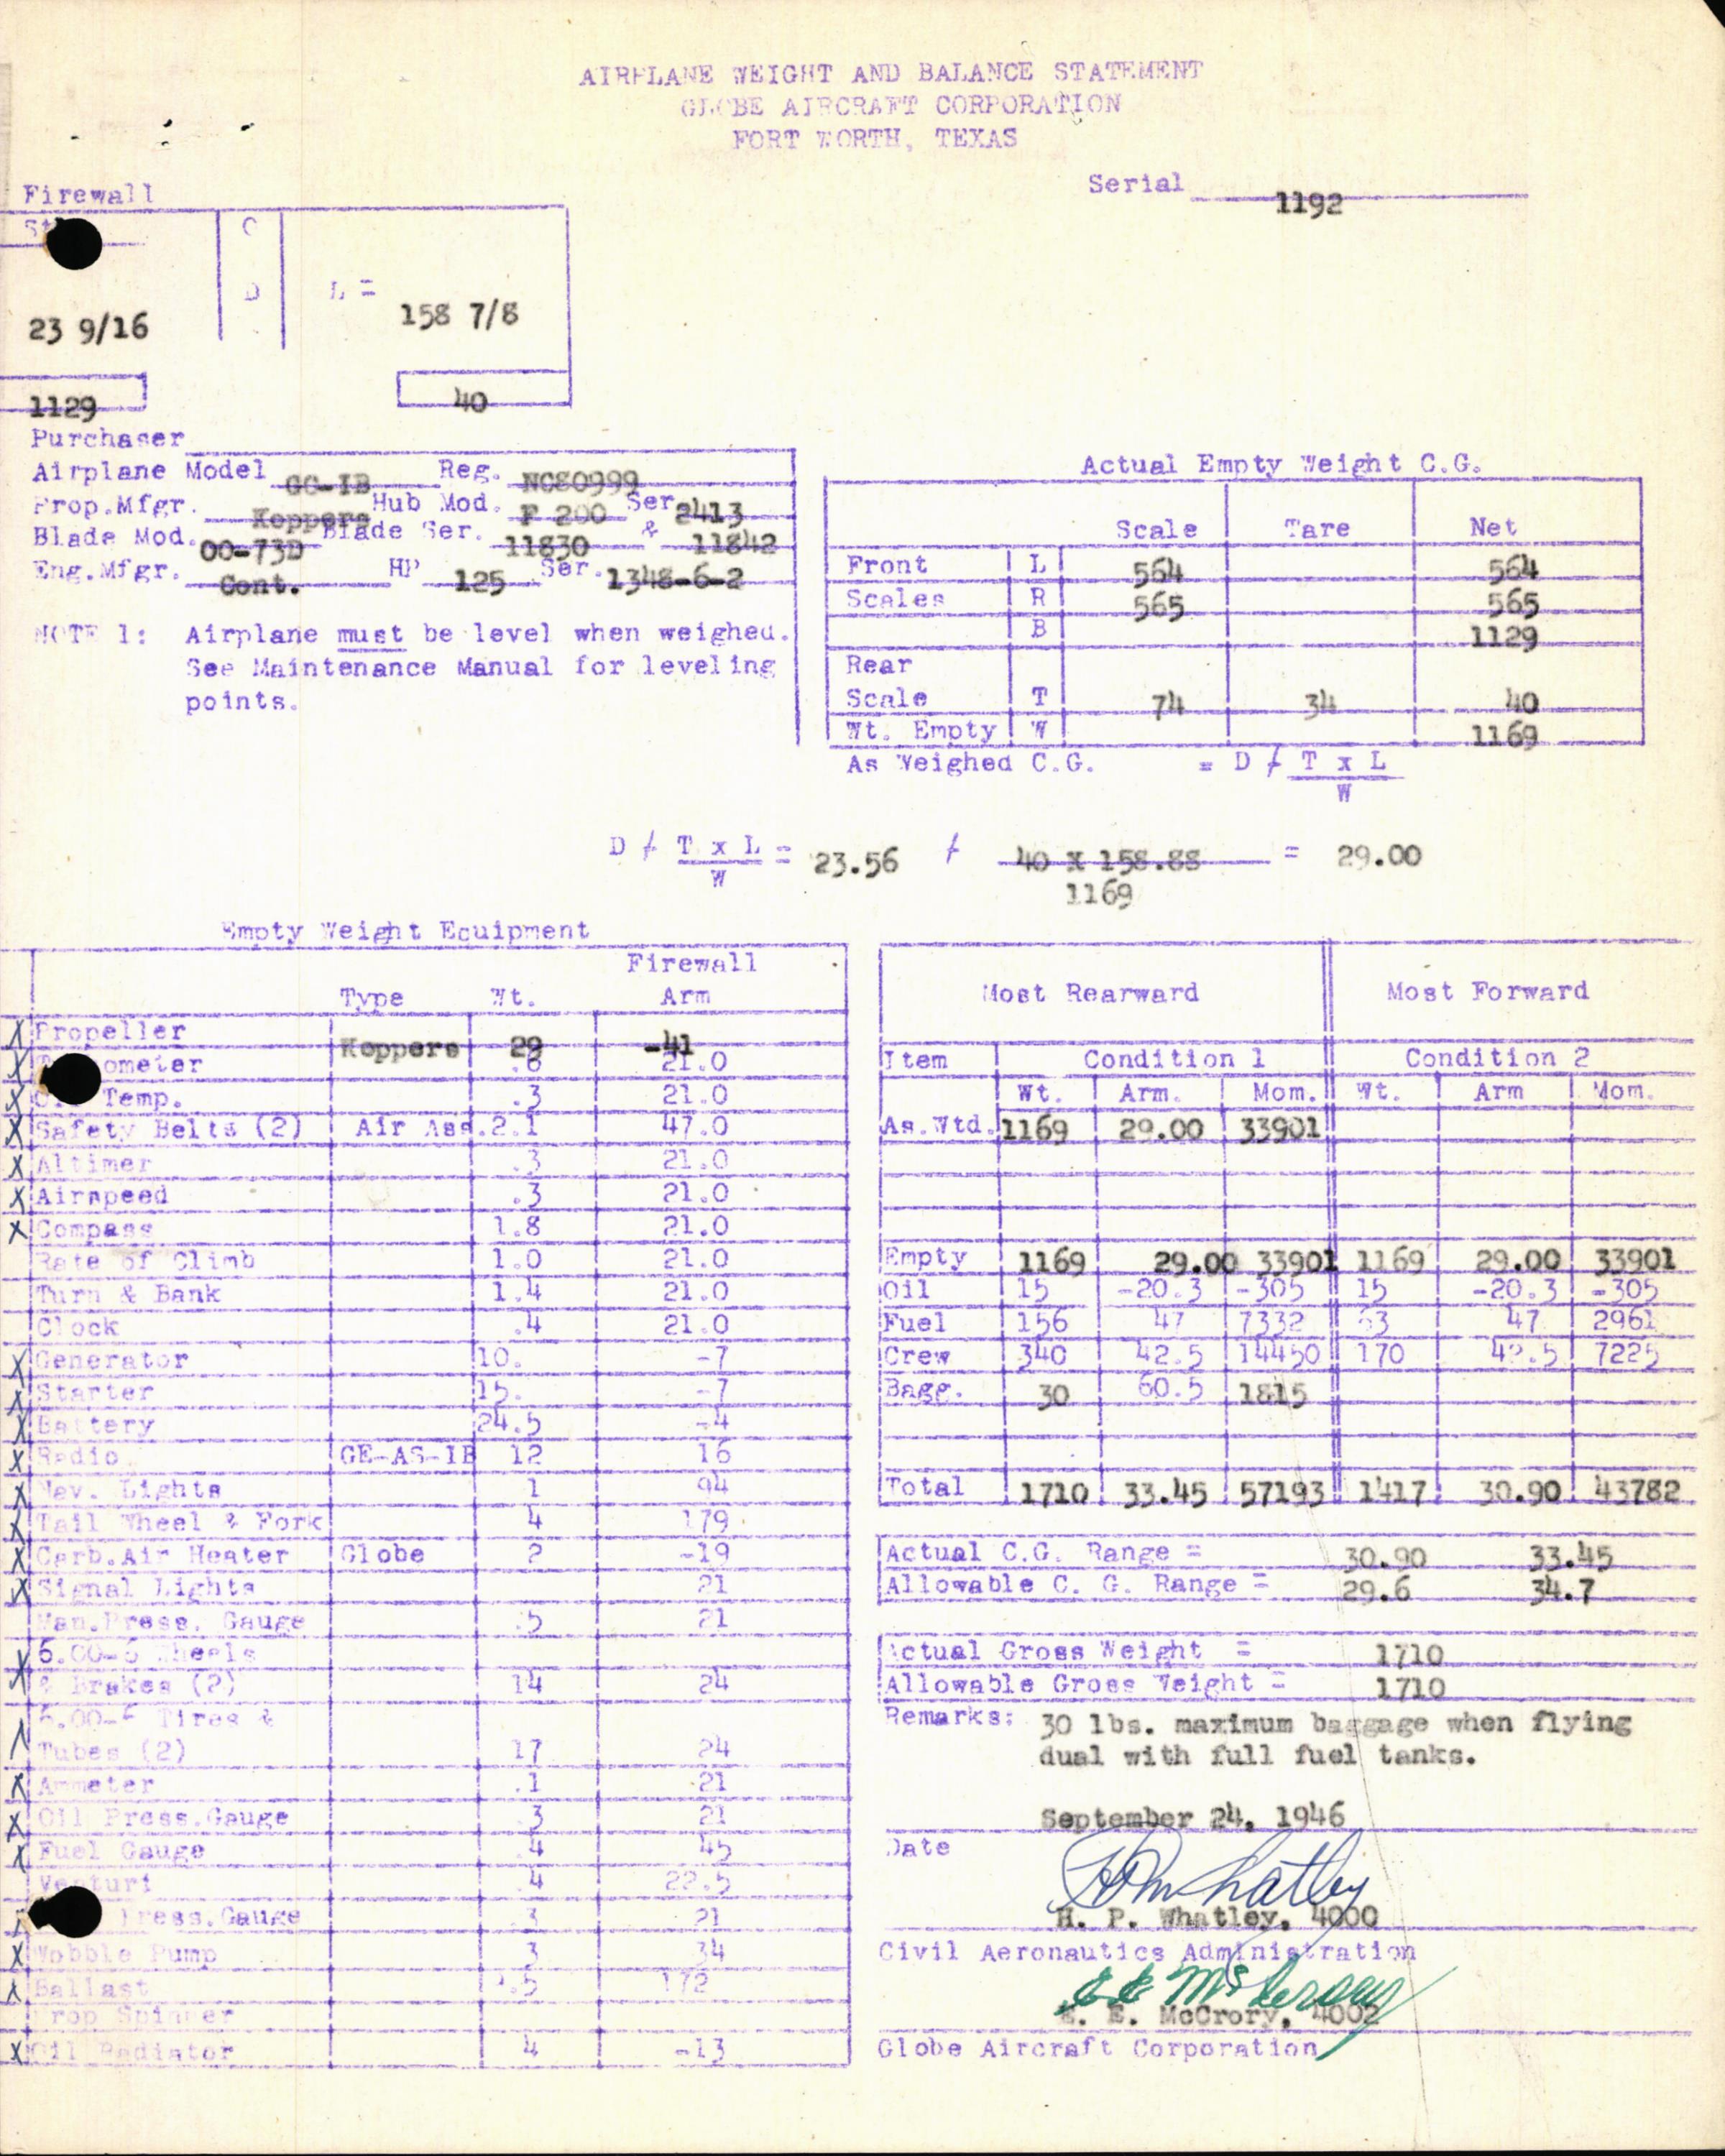 AIRPLANE WEIGHT AND BALANCE STATEMENT
GLOBE AIRCRAFT CORPORATION
FORT WORTH, TEXAS
Serial 1192
Firewall
C
D L =
23 9/16 158 7/8
1129 40
Purchaser
Airplane Model GC-1B Reg. NC80999
Prop.Mfgr. Koppers Hub Mod. F 200 Ser 2413
Blade Mod. 00-73D Blade Ser. 11830 & 11842
Eng.Mfgr. Cont. HP 125 Ser. 1348-6-2
NOTE 1: Airplane must be level when weighed.
See Maintenance Manual for leveling
points.
Actual Empty Weight C.G.
Scale Tare Net
Front L 564 564
Scales R 565 565
B 1129
Rear
Scale T 74 34 40
Wt. Empty W 1169
As Weighed C.G. = D / T x L
W
D / T x L = 23.56 / 40 X 158.88 = 29.00
W 1169
Empty Weight Equipment
Firewall
Type Wt. Arm
X Propeller Koppers 29 -41
X ometer .8 21.0
X Temp. .3 21.0
X Safety Belts (2) Air Ass. 2.1 47.0
X Altimer .3 21.0
X Airspeed .3 21.0
X Compass 1.8 21.0
Rate of Climb 1.0 21.0
Turn & Bank 1.4 21.0
Clock .4 21.0
X Generator 10. -7
X Starter 15. -7
X Battery 24.5 -4
X Radio GE-AS-1B 12 16
X Nav. Lights 1 94
X Tail Wheel & Fork 4 179
X Carb.Air Heater Globe 2 -19
X Signal Lights 21
Man.Press. Gauge .5 21
6.00-6 Wheels
X & Brakes (2) 14 24
6.00-6 Tires &
Tubes (2) 17 24
X Ammeter .1 21
X Oil Press.Gauge .3 21
X Fuel Gauge .4 45
Venturi .4 22.5
Press.Gauge .3 21
X Wobble Pump 3 34
X Ballast .5 172
Prop Spinner
X Oil Radiator 4 -13
Most Rearward Most Forward
Item Condition 1 Condition 2
Wt. Arm. Mom. Wt. Arm Mom.
As.Wtd. 1169 29.00 33901
Empty 1169 29.00 33901 1169 29.00 33901
Oil 15 -20.3 -305 15 -20.3 -305
Fuel 156 47 7332 63 47 2961
Crew 340 42.5 14450 170 42.5 7225
Bagg. 30 60.5 1815
Total 1710 33.45 57193 1417 30.90 43782
Actual C.G. Range = 30.90 33.45
Allowable C. G. Range = 29.6 34.7
Actual Gross Weight = 1710
Allowable Gross Weight = 1710
Remarks: 30 lbs. maximum baggage when flying
dual with full fuel tanks.
September 24, 1946
Date
HPWhatley
H. P. Whatley, 4000
Civil Aeronautics Administration
E E McCrory
E. E. McCrory, 4002
Globe Aircraft Corporation